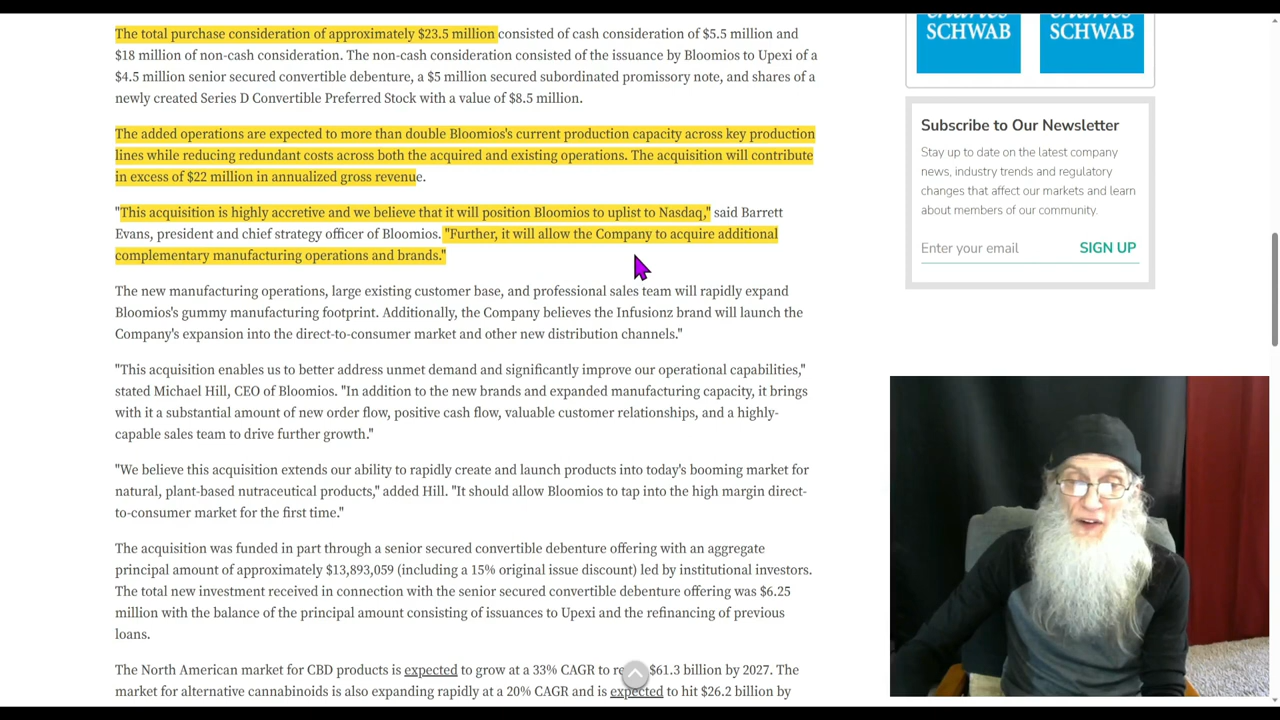 The total purchase consideration of approximately $23.5 million consisted of cash consideration of $5.5 million and
$18 million of non-cash consideration. The non-cash consideration consisted of the issuance by Bloomios to Upexi of a
$4.5 million senior secured convertible debenture, a $5 million secured subordinated promissory note, and shares of a
newly created Series D Convertible Preferred Stock with a value of $8.5 million.
The added operations are expected to more than double Bloomios's current production capacity across key production
lines while reducing redundant costs across both the acquired and existing operations. The acquisition will contribute
in excess of $22 million in annualized gross revenue.
"This acquisition is highly accretive and we believe that it will position Bloomios to uplist to Nasdaq," said Barrett
Evans, president and chief strategy officer of Bloomios. "Further, it will allow the Company to acquire additional
complementary manufacturing operations and brands."
The new manufacturing operations, large existing customer base, and professional sales team will rapidly expand
Bloomios's gummy manufacturing footprint. Additionally, the Company believes the Infusionz brand will launch the
Company's expansion into the direct-to-consumer market and other new distribution channels."
"This acquisition enables us to better address unmet demand and significantly improve our operational capabilities,"
stated Michael Hill, CEO of Bloomios. "In addition to the new brands and expanded manufacturing capacity, it brings
with it a substantial amount of new order flow, positive cash flow, valuable customer relationships, and a highly-
capable sales team to drive further growth."
"We believe this acquisition extends our ability to rapidly create and launch products into today's booming market for
natural, plant-based nutraceutical products," added Hill. "It should allow Bloomios to tap into the high margin direct-
to-consumer market for the first time."
The acquisition was funded in part through a senior secured convertible debenture offering with an aggregate
principal amount of approximately $13,893,059 (including a 15% original issue discount) led by institutional investors.
The total new investment received in connection with the senior secured convertible debenture offering was $6.25
million with the balance of the principal amount consisting of issuances to Upexi and the refinancing of previous
loans.
The North American market for CBD products is expected to grow at a 33% CAGR to $61.3 billion by 2027. The
market for alternative cannabinoids is also expanding rapidly at a 20% CAGR and is expected to hit $26.2 billion by
charles
SCHWAB
charles
SCHWAB
Subscribe to Our Newsletter
Stay up to date on the latest company
news, industry trends and regulatory
changes that affect our markets and learn
about members of our community.
Enter your email SIGN UP